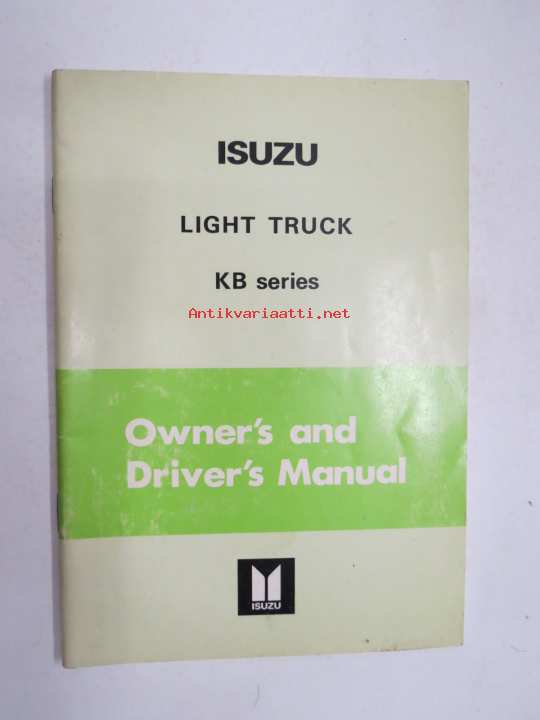 ISUZU
LIGHT TRUCK
KB series
Antikvariaatti.net
Owner's and
Driver's Manual
ISUZU